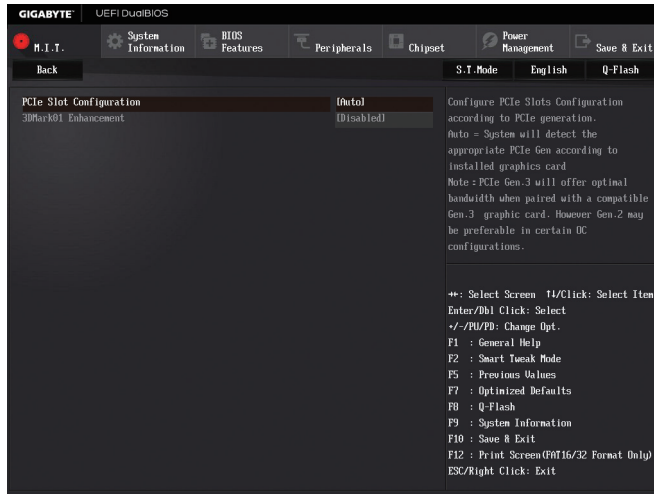 GIGABYTE™ UEFI DualBIOS
M.I.T. System Information BIOS Features Peripherals Chipset Power Management Save & Exit
Back S.T.Mode English Q-Flash
PCIe Slot Configuration [Auto]
3DMark01 Enhancement [Disabled]
Configure PCIe Slots Configuration
according to PCIe generation.
Auto = System will detect the
appropriate PCIe Gen according to
installed graphics card
Note : PCIe Gen.3 will offer optimal
bandwidth when paired with a compatible
Gen.3 graphic card. However Gen.2 may
be preferable in certain OC
configurations.
→←: Select Screen ↑↓/Click: Select Item
Enter/Dbl Click: Select
+/-/PU/PD: Change Opt.
F1 : General Help
F2 : Smart Tweak Mode
F5 : Previous Values
F7 : Optimized Defaults
F8 : Q-Flash
F9 : System Information
F10 : Save & Exit
F12 : Print Screen(FAT16/32 Format Only)
ESC/Right Click: Exit